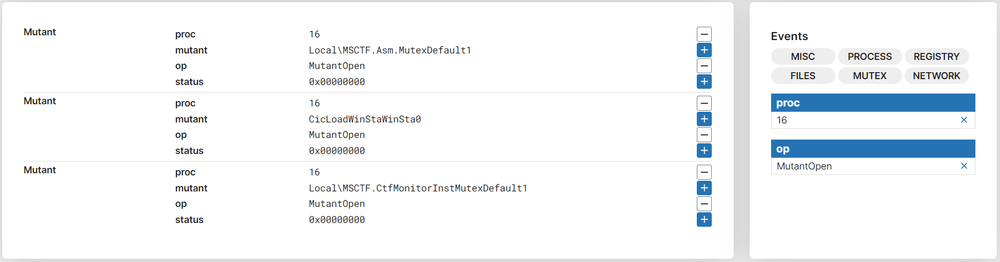 Mutant
proc 16
mutant Local\MSCTF.Asm.MutexDefault1
op MutantOpen
status 0x00000000
Mutant
proc 16
mutant CicLoadWinStaWinSta0
op MutantOpen
status 0x00000000
Mutant
proc 16
mutant Local\MSCTF.CtfMonitorInstMutexDefault1
op MutantOpen
status 0x00000000
Events
MISC PROCESS REGISTRY
FILES MUTEX NETWORK
proc
16
op
MutantOpen